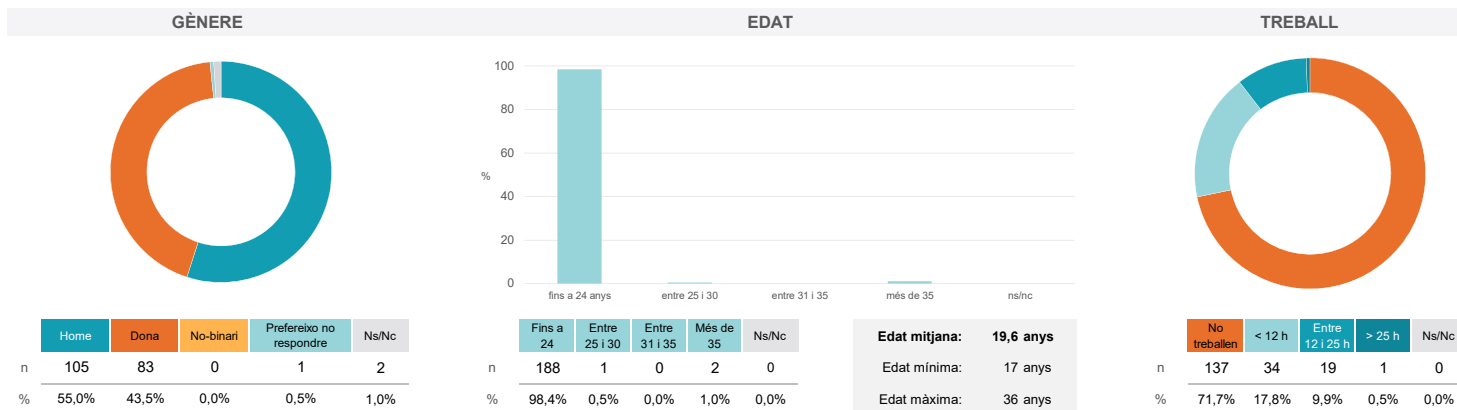 GÈNERE
EDAT
TREBALL
100
80
60
%
40
20
0
fins a 24 anys
entre 25 i 30
entre 31 i 35
més de 35
ns/nc
Home
Dona
No-binari
Prefereixo no
respondre
Ns/Nc
n 105 83 0 1 2
% 55,0% 43,5% 0,0% 0,5% 1,0%
Fins a
24
Entre
25 i 30
Entre
31 i 35
Més de
35
Ns/Nc
n 188 1 0 2 0
% 98,4% 0,5% 0,0% 1,0% 0,0%
Edat mitjana: 19,6 anys
Edat mínima: 17 anys
Edat màxima: 36 anys
No
treballen
< 12 h
Entre
12 i 25 h
> 25 h
Ns/Nc
n 137 34 19 1 0
% 71,7% 17,8% 9,9% 0,5% 0,0%